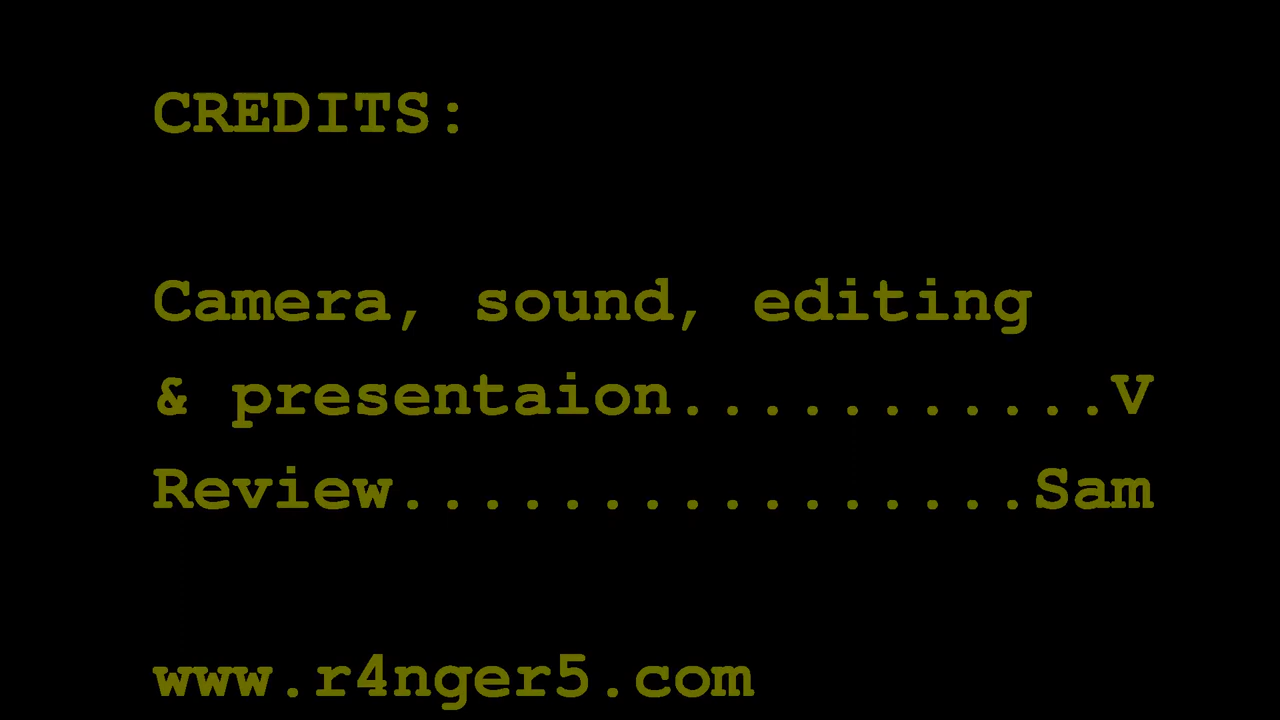 CREDITS:
Camera, sound, editing
& presentaion...........V
Review................Sam
www.r4nger5.com